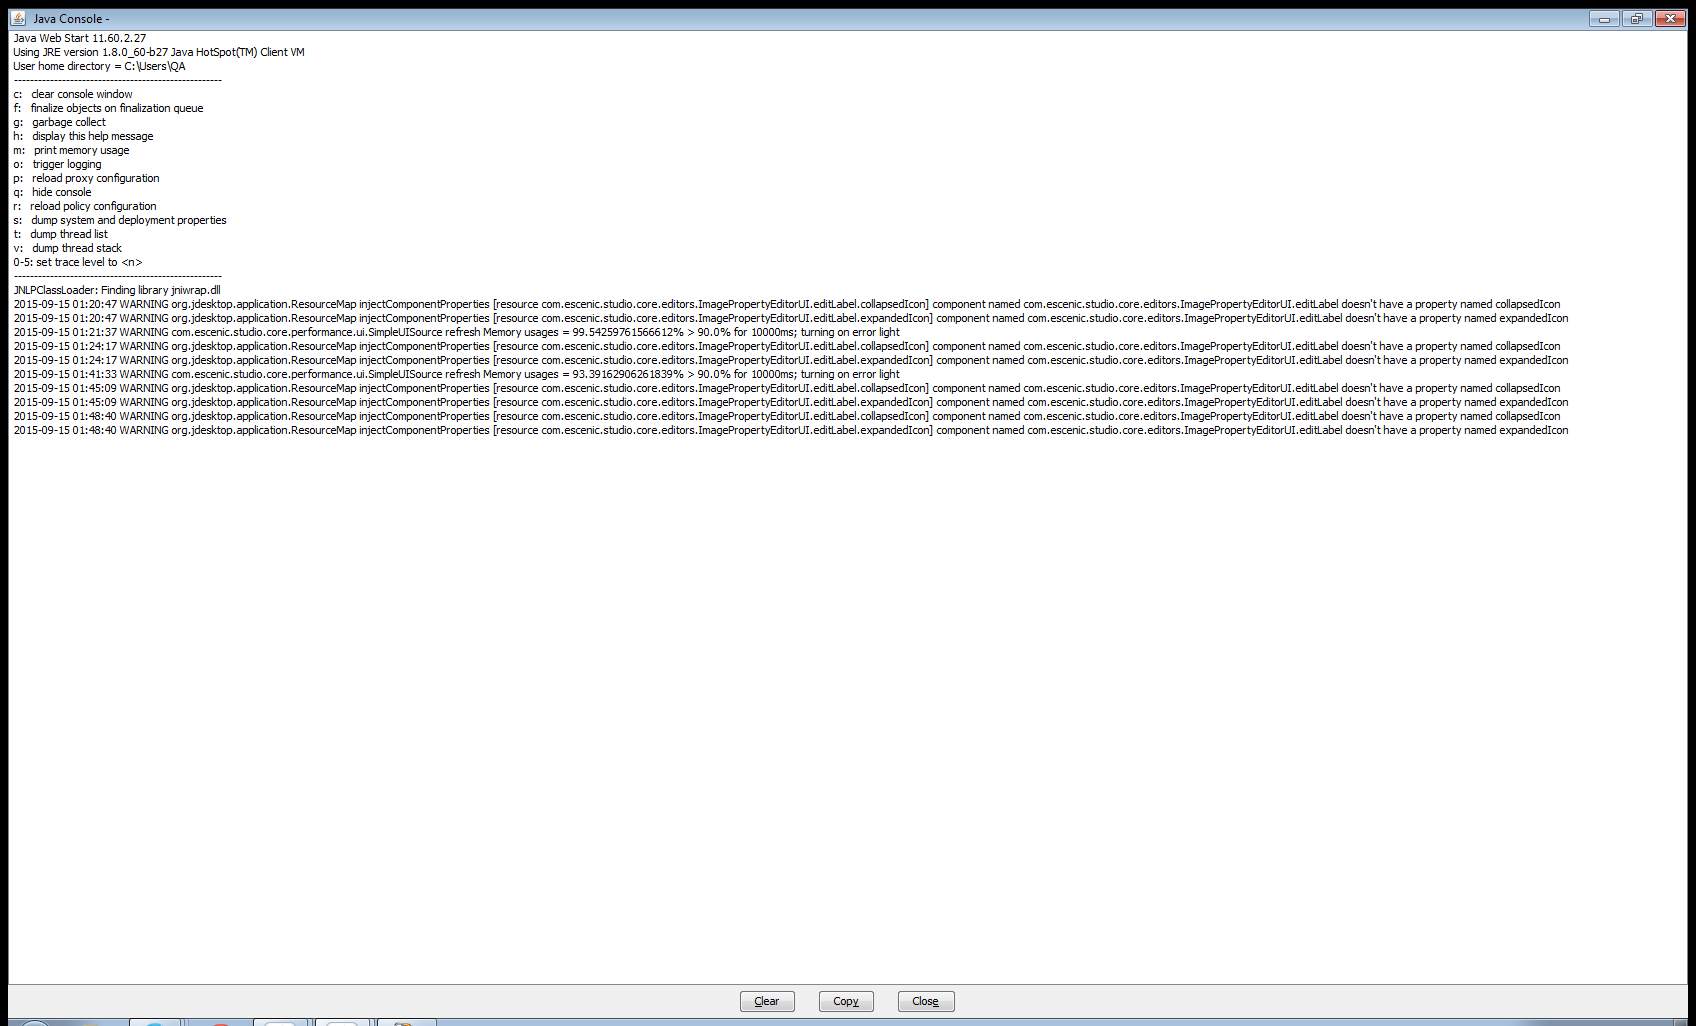 Java Console -
Java Web Start 11.60.2.27
Using JRE version 1.8.0_60-b27 Java HotSpot(TM) Client VM
User home directory = C:\Users\QA
----------------------------------------------------
c:   clear console window
f:   finalize objects on finalization queue
g:   garbage collect
h:   display this help message
m:   print memory usage
o:   trigger logging
p:   reload proxy configuration
q:   hide console
r:   reload policy configuration
s:   dump system and deployment properties
t:   dump thread list
v:   dump thread stack
0-5: set trace level to <n>
----------------------------------------------------
JNLPClassLoader: Finding library jniwrap.dll
2015-09-15 01:20:47 WARNING org.jdesktop.application.ResourceMap injectComponentProperties [resource com.escenic.studio.core.editors.ImagePropertyEditorUI.editLabel.collapsedIcon] component named com.escenic.studio.core.editors.ImagePropertyEditorUI.editLabel doesn't have a property named collapsedIcon
2015-09-15 01:20:47 WARNING org.jdesktop.application.ResourceMap injectComponentProperties [resource com.escenic.studio.core.editors.ImagePropertyEditorUI.editLabel.expandedIcon] component named com.escenic.studio.core.editors.ImagePropertyEditorUI.editLabel doesn't have a property named expandedIcon
2015-09-15 01:21:37 WARNING com.escenic.studio.core.performance.ui.SimpleUISource refresh Memory usages = 99.54259761566612% > 90.0% for 10000ms; turning on error light
2015-09-15 01:24:17 WARNING org.jdesktop.application.ResourceMap injectComponentProperties [resource com.escenic.studio.core.editors.ImagePropertyEditorUI.editLabel.collapsedIcon] component named com.escenic.studio.core.editors.ImagePropertyEditorUI.editLabel doesn't have a property named collapsedIcon
2015-09-15 01:24:17 WARNING org.jdesktop.application.ResourceMap injectComponentProperties [resource com.escenic.studio.core.editors.ImagePropertyEditorUI.editLabel.expandedIcon] component named com.escenic.studio.core.editors.ImagePropertyEditorUI.editLabel doesn't have a property named expandedIcon
2015-09-15 01:41:33 WARNING com.escenic.studio.core.performance.ui.SimpleUISource refresh Memory usages = 93.39162906261839% > 90.0% for 10000ms; turning on error light
2015-09-15 01:45:09 WARNING org.jdesktop.application.ResourceMap injectComponentProperties [resource com.escenic.studio.core.editors.ImagePropertyEditorUI.editLabel.collapsedIcon] component named com.escenic.studio.core.editors.ImagePropertyEditorUI.editLabel doesn't have a property named collapsedIcon
2015-09-15 01:45:09 WARNING org.jdesktop.application.ResourceMap injectComponentProperties [resource com.escenic.studio.core.editors.ImagePropertyEditorUI.editLabel.expandedIcon] component named com.escenic.studio.core.editors.ImagePropertyEditorUI.editLabel doesn't have a property named expandedIcon
2015-09-15 01:48:40 WARNING org.jdesktop.application.ResourceMap injectComponentProperties [resource com.escenic.studio.core.editors.ImagePropertyEditorUI.editLabel.collapsedIcon] component named com.escenic.studio.core.editors.ImagePropertyEditorUI.editLabel doesn't have a property named collapsedIcon
2015-09-15 01:48:40 WARNING org.jdesktop.application.ResourceMap injectComponentProperties [resource com.escenic.studio.core.editors.ImagePropertyEditorUI.editLabel.expandedIcon] component named com.escenic.studio.core.editors.ImagePropertyEditorUI.editLabel doesn't have a property named expandedIcon
Clear Copy Close